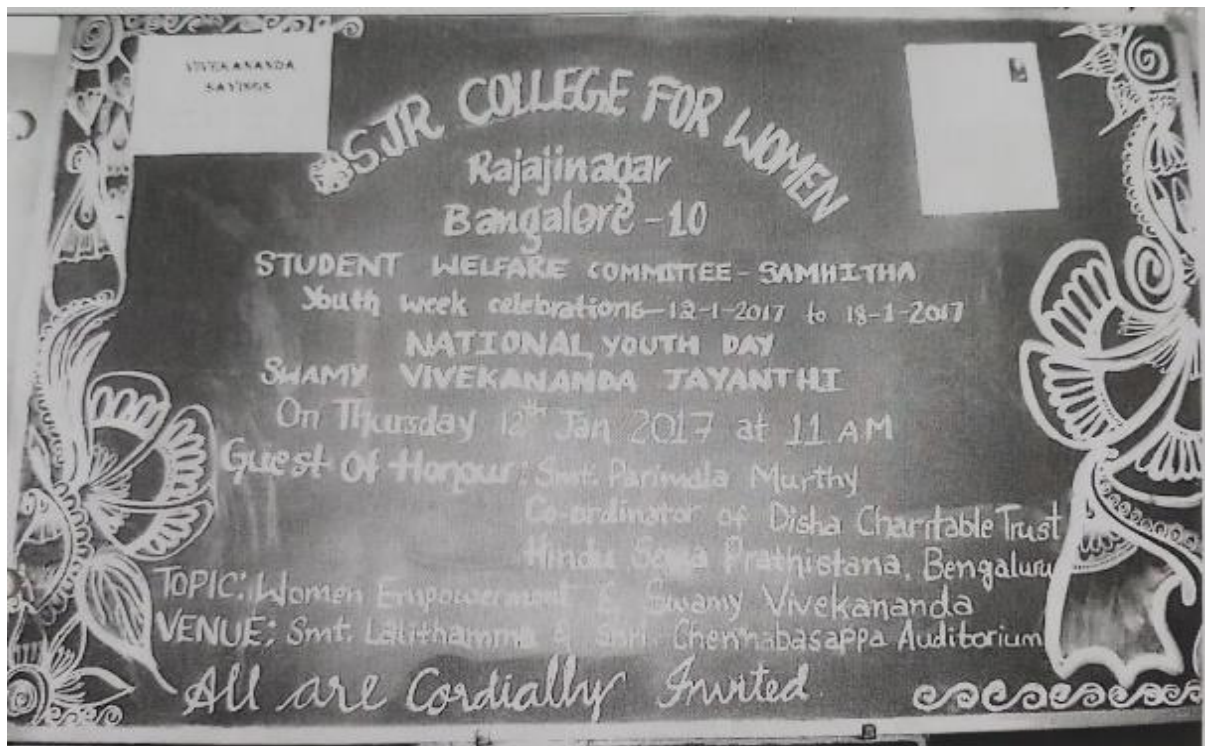 VIVEKANANDA
SAYINGS
SJR COLLEGE FOR WOMEN
Rajajinagar
Bangalore - 10
STUDENT WELFARE COMMITTEE - SAMHITHA
Youth week celebrations - 12-1-2017 to 18-1-2017
NATIONAL YOUTH DAY
SWAMY VIVEKANANDA JAYANTHI
On Thursday 12th Jan 2017 at 11 AM
Guest Of Honour: Smt. Parimala Murthy
Co-ordinator of Disha Charitable Trust
Hindu Seva Prathistana, Bengaluru
TOPIC: Women Empowerment & Swamy Vivekananda
VENUE: Smt. Lalithamma & Shri. Chennabasappa Auditorium
All are Cordially Invited